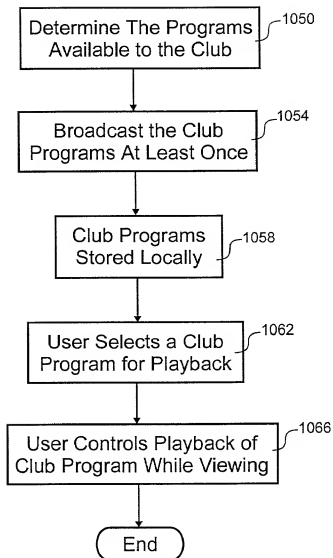 Determine The Programs
Available to the Club
1050
Broadcast the Club
Programs At Least Once
1054
Club Programs
Stored Locally
1058
User Selects a Club
Program for Playback
1062
User Controls Playback of
Club Program While Viewing
1066
End